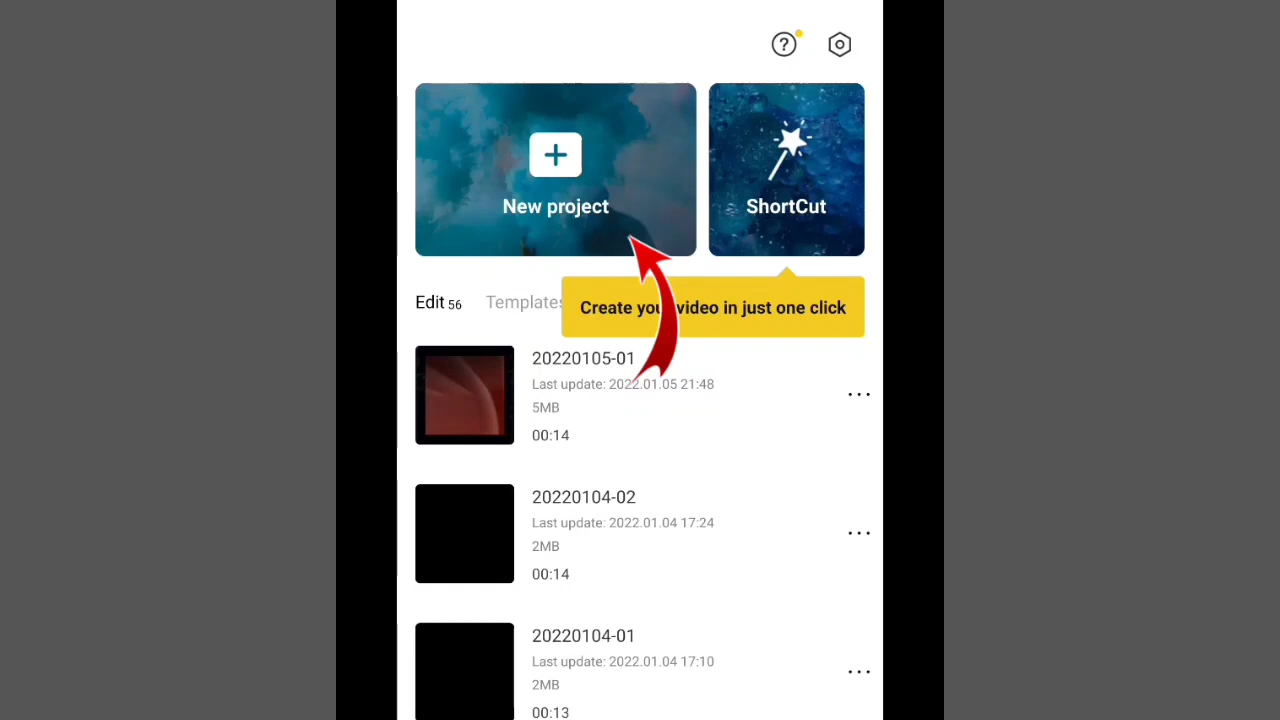 New project
ShortCut
Edit 56
Templates
Create your video in just one click
20220105-01
Last update: 2022.01.05 21:48
5MB
00:14
20220104-02
Last update: 2022.01.04 17:24
2MB
00:14
20220104-01
Last update: 2022.01.04 17:10
2MB
00:13